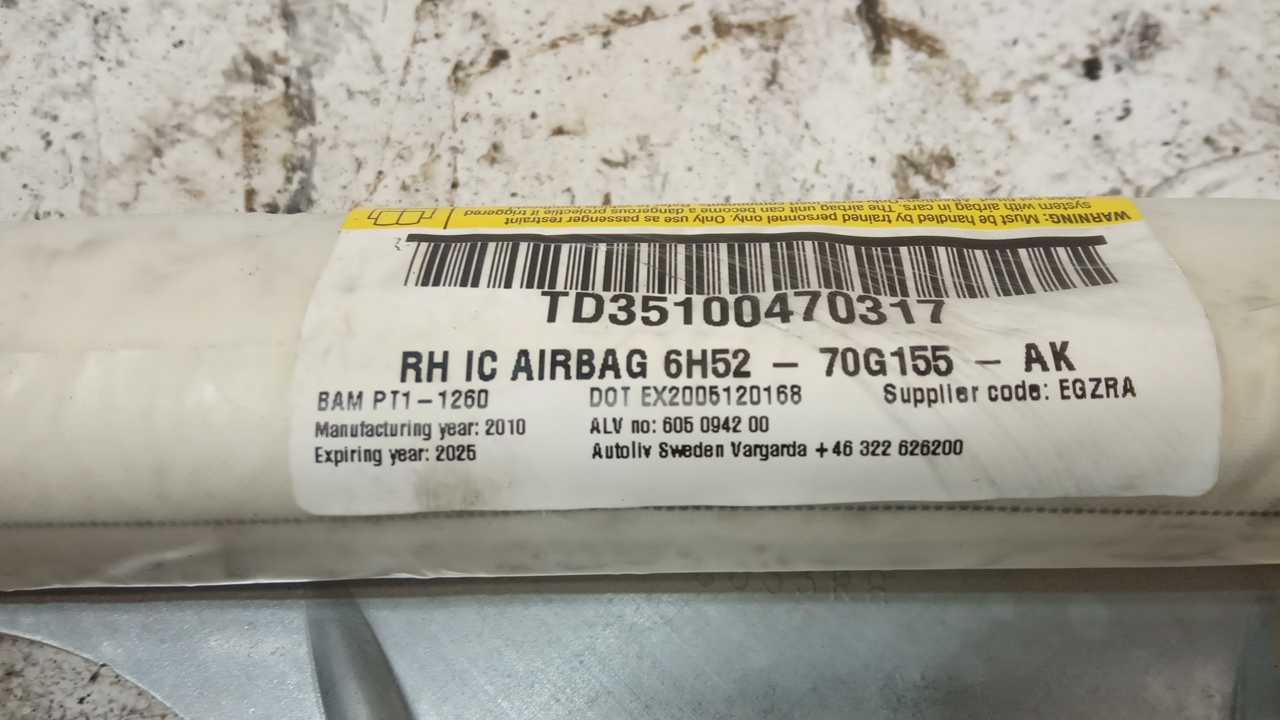 WARNING: Must be handled by trained personnel only. Only use as passenger restraint
system with airbag in cars. The airbag unit can become a dangerous projectile if triggered
TD35100470317
RH IC AIRBAG 6H52 - 70G155 - AK
BAM PT1-1260 DOT EX2005120168 Supplier code: EGZRA
Manufacturing year: 2010 ALV no: 605 0942 00
Expiring year: 2025 Autoliv Sweden Vargarda +46 322 626200